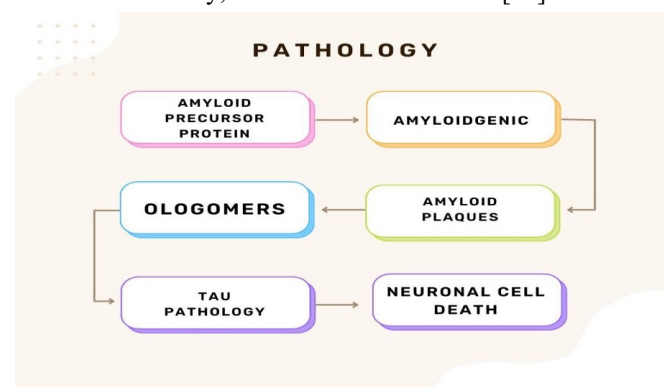 PATHOLOGY
AMYLOID
PRECURSOR
PROTEIN
AMYLOIDGENIC
AMYLOID
PLAQUES
OLOGOMERS
TAU
PATHOLOGY
NEURONAL CELL
DEATH